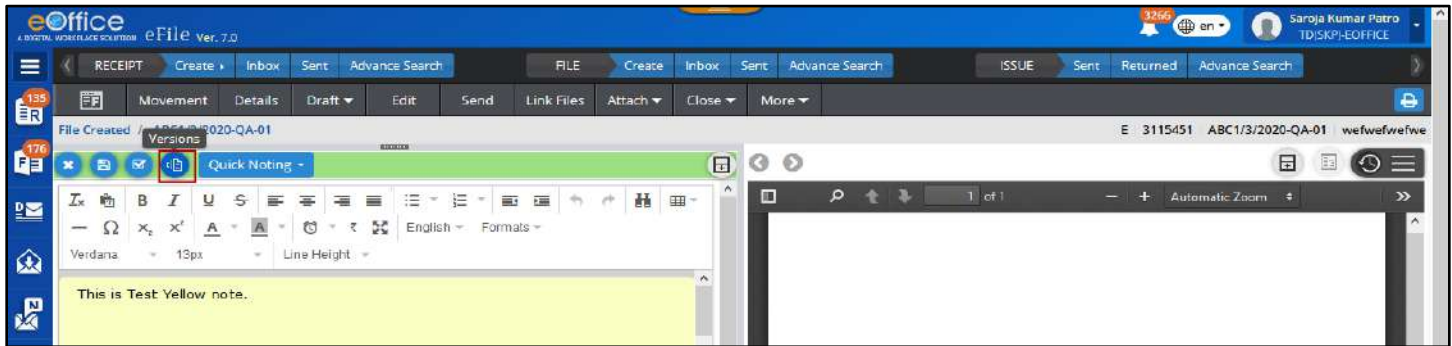 eOffice
A DIGITAL WORKPLACE SOLUTION eFile Ver. 7.0
3266 en Saroja Kumar Patro
TD(SKP)-EOFFICE
RECEIPT Create Inbox Sent Advance Search FILE Create Inbox Sent Advance Search ISSUE Sent Returned Advance Search
135 R
Movement Details Draft Edit Send Link Files Attach Close More
File Created / ABC1/3/2020-QA-01 E 3115451 ABC1/3/2020-QA-01 wefwefwefwe
Versions
176 F
Quick Noting
B I U S
1 of 1 Automatic Zoom
D
Ω x₂ x² A A ₹ English Formats
Verdana 13px Line Height
This is Test Yellow note.
N